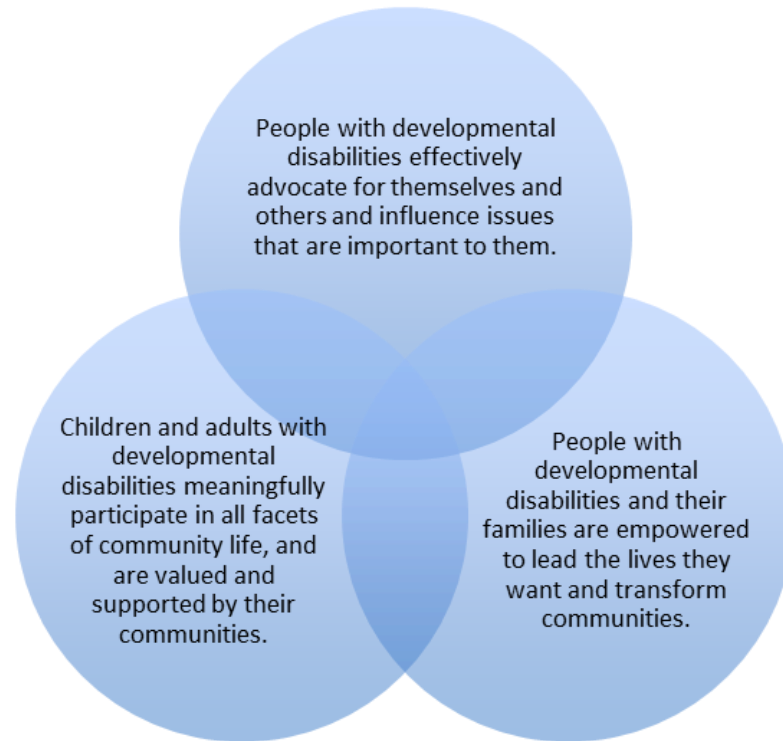 People with developmental
disabilities effectively
advocate for themselves and
others and influence issues
that are important to them.
Children and adults with
developmental
disabilities meaningfully
participate in all facets
of community life, and
are valued and
supported by their
communities.
People with
developmental
disabilities and their
families are empowered
to lead the lives they
want and transform
communities.